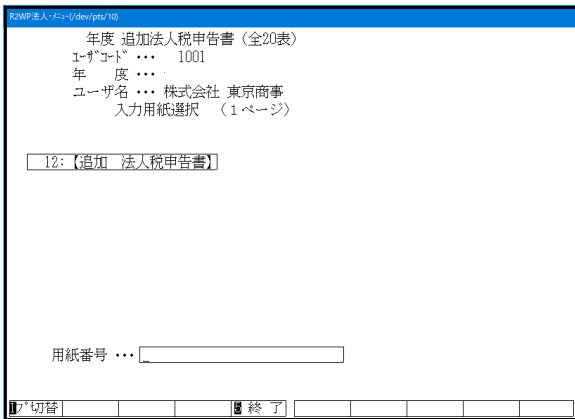 R2WP法人・メニュー(/dev/pts/10)
年度 追加法人税申告書（全20表）
ﾕｰｻﾞｺｰﾄﾞ ･･･ 1001
年　度 ･･･
ユーザ名 ･･･ 株式会社 東京商事
入力用紙選択　（１ページ）
12:【追加　法人税申告書】
用紙番号 ･･･ _
1ﾌﾟ切替 5 終 了